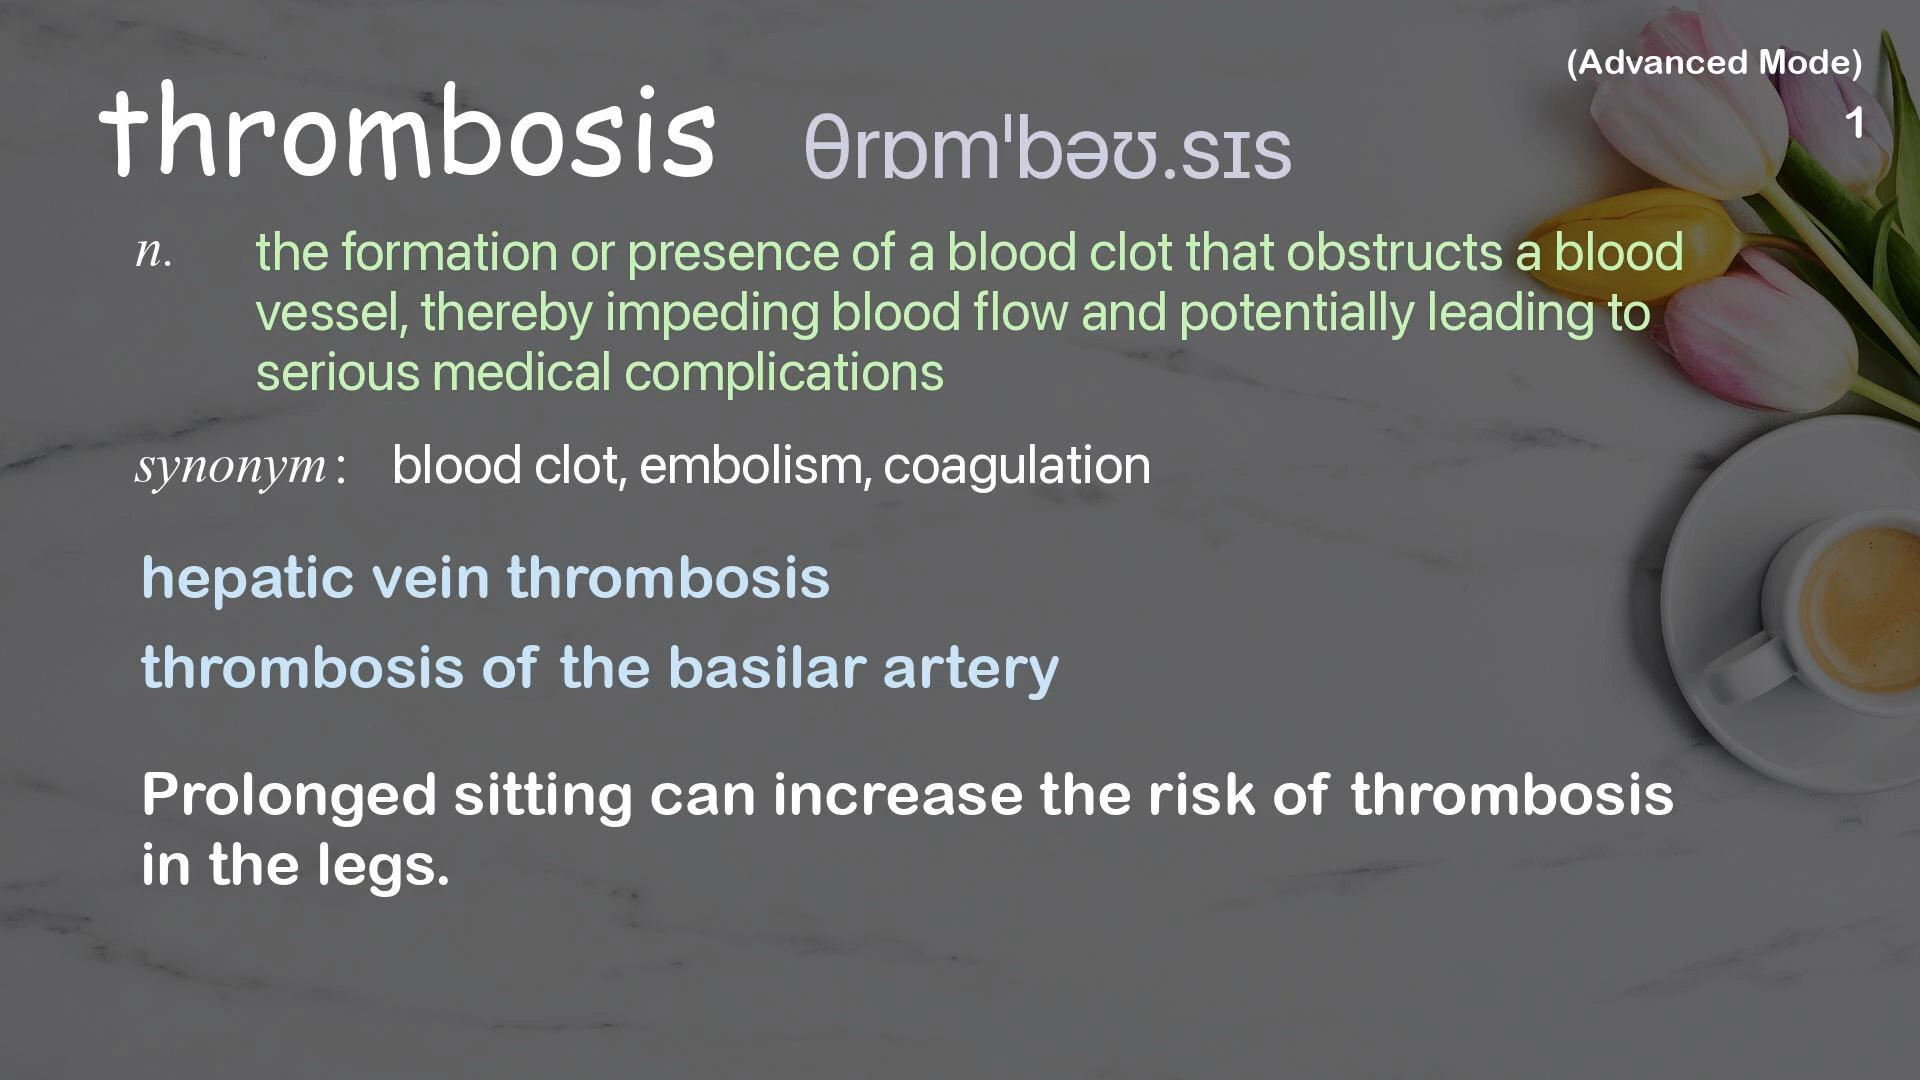 (Advanced Mode)
thrombosis θrɒmˈbəʊ.sɪs
1
n. the formation or presence of a blood clot that obstructs a blood
vessel, thereby impeding blood flow and potentially leading to
serious medical complications
synonym: blood clot, embolism, coagulation
hepatic vein thrombosis
thrombosis of the basilar artery
Prolonged sitting can increase the risk of thrombosis
in the legs.